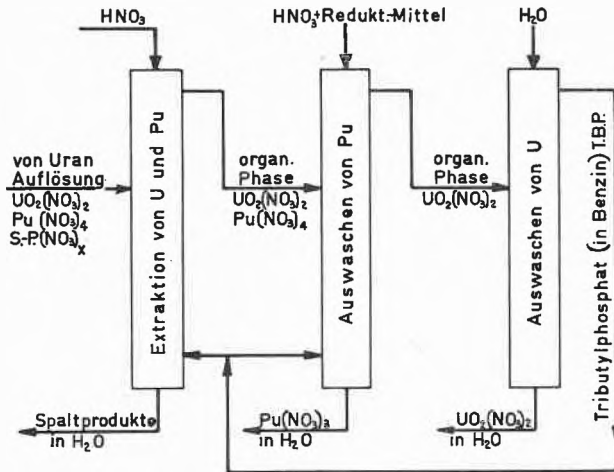 HNO₃
HNO₃+Redukt.-Mittel
H₂O
von Uran
Auflösung
UO₂(NO₃)₂
Pu (NO₃)₄
S.-P.(NO₃)ₓ
Extraktion von U und Pu
organ.
Phase
UO₂(NO₃)₂
Pu(NO₃)₄
Auswaschen von Pu
organ.
Phase
UO₂(NO₃)₂
Auswaschen von U
Tributylphosphat (in Benzin) T.B.P.
Spaltprodukte
in H₂O
Pu(NO₃)₃
in H₂O
UO₂(NO₃)₂
in H₂O